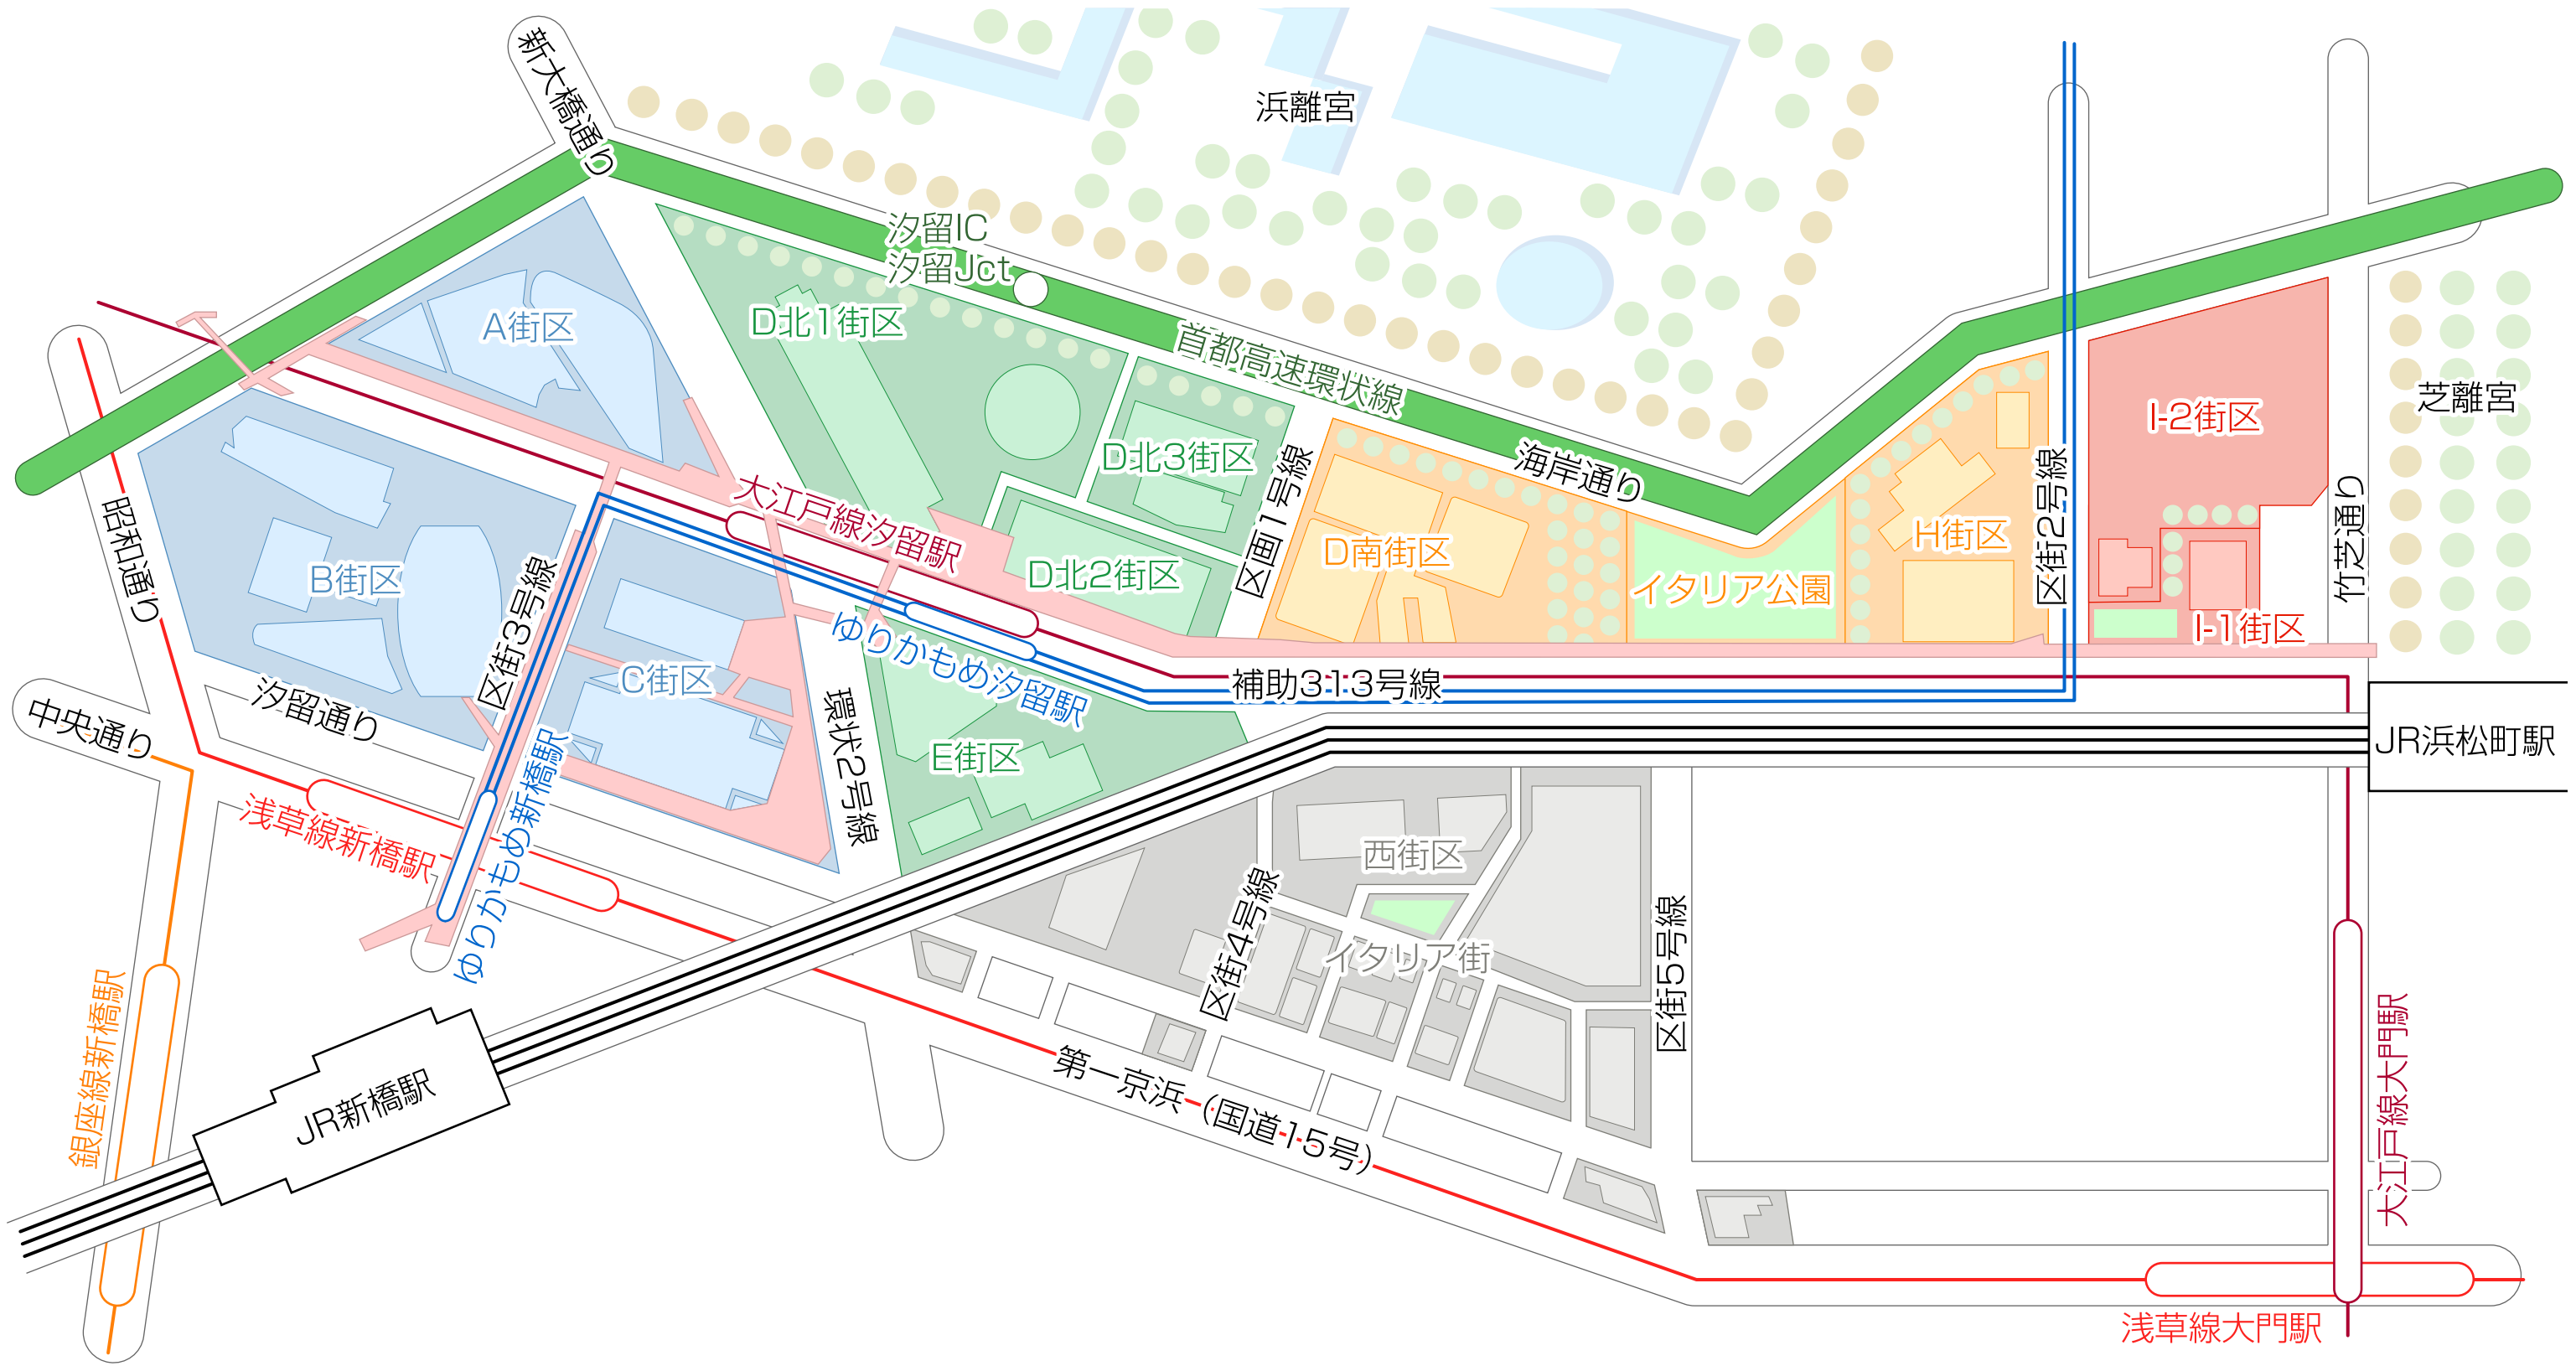 新大橋通り
浜離宮
汐留IC
汐留Jct
A街区
D北1街区
首都高速環状線
I-2街区
芝離宮
D北3街区
海岸通り
区画1号線
大江戸線汐留駅
昭和通り
B街区
区街3号線
D北2街区
D南街区
イタリア公園
H街区
区街2号線
竹芝通り
I-1街区
C街区
ゆりかもめ汐留駅
補助313号線
中央通り
汐留通り
環状2号線
E街区
JR浜松町駅
浅草線新橋駅
ゆりかもめ新橋駅
西街区
区街4号線
イタリア街
区街5号線
銀座線新橋駅
JR新橋駅
第一京浜（国道15号）
大江戸線大門駅
浅草線大門駅